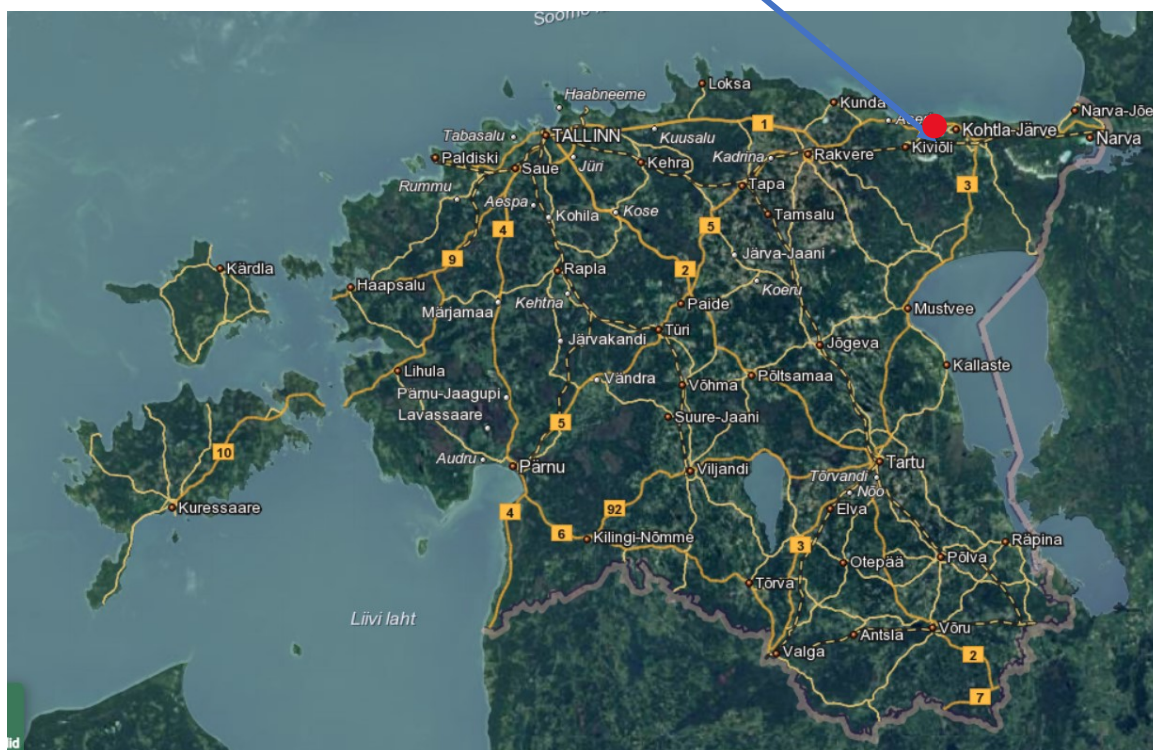 Soome
Loksa
Haabneeme
Kunda
Narva-Jõe
Tabasalu
TALLINN
Kuusalu
1
Kohtla-Järve
Narva
Paldiski
Saue
Jüri
Kehra
Kadrina
Rakvere
Kiviõli
Rummu
Aespa
Kohila
Kose
Tapa
Tamsalu
3
4
5
9
2
Järva-Jaani
Kärdla
Haapsalu
Rapla
Kehtna
Koeru
Märjamaa
Paide
Mustvee
Türi
Järvakandi
Jõgeva
Lihula
Vändra
Võhma
Põltsamaa
Kallaste
Pärnu-Jaagupi
Lavassaare
Suure-Jaani
5
10
Audru
Pärnu
Viljandi
Tartu
Tõrvandi
Nõo
Kuressaare
4
92
Elva
6
Kilingi-Nõmme
3
Räpina
Otepää
Põlva
Tõrva
Liivi laht
Antsla
Võru
Valga
2
7
lid